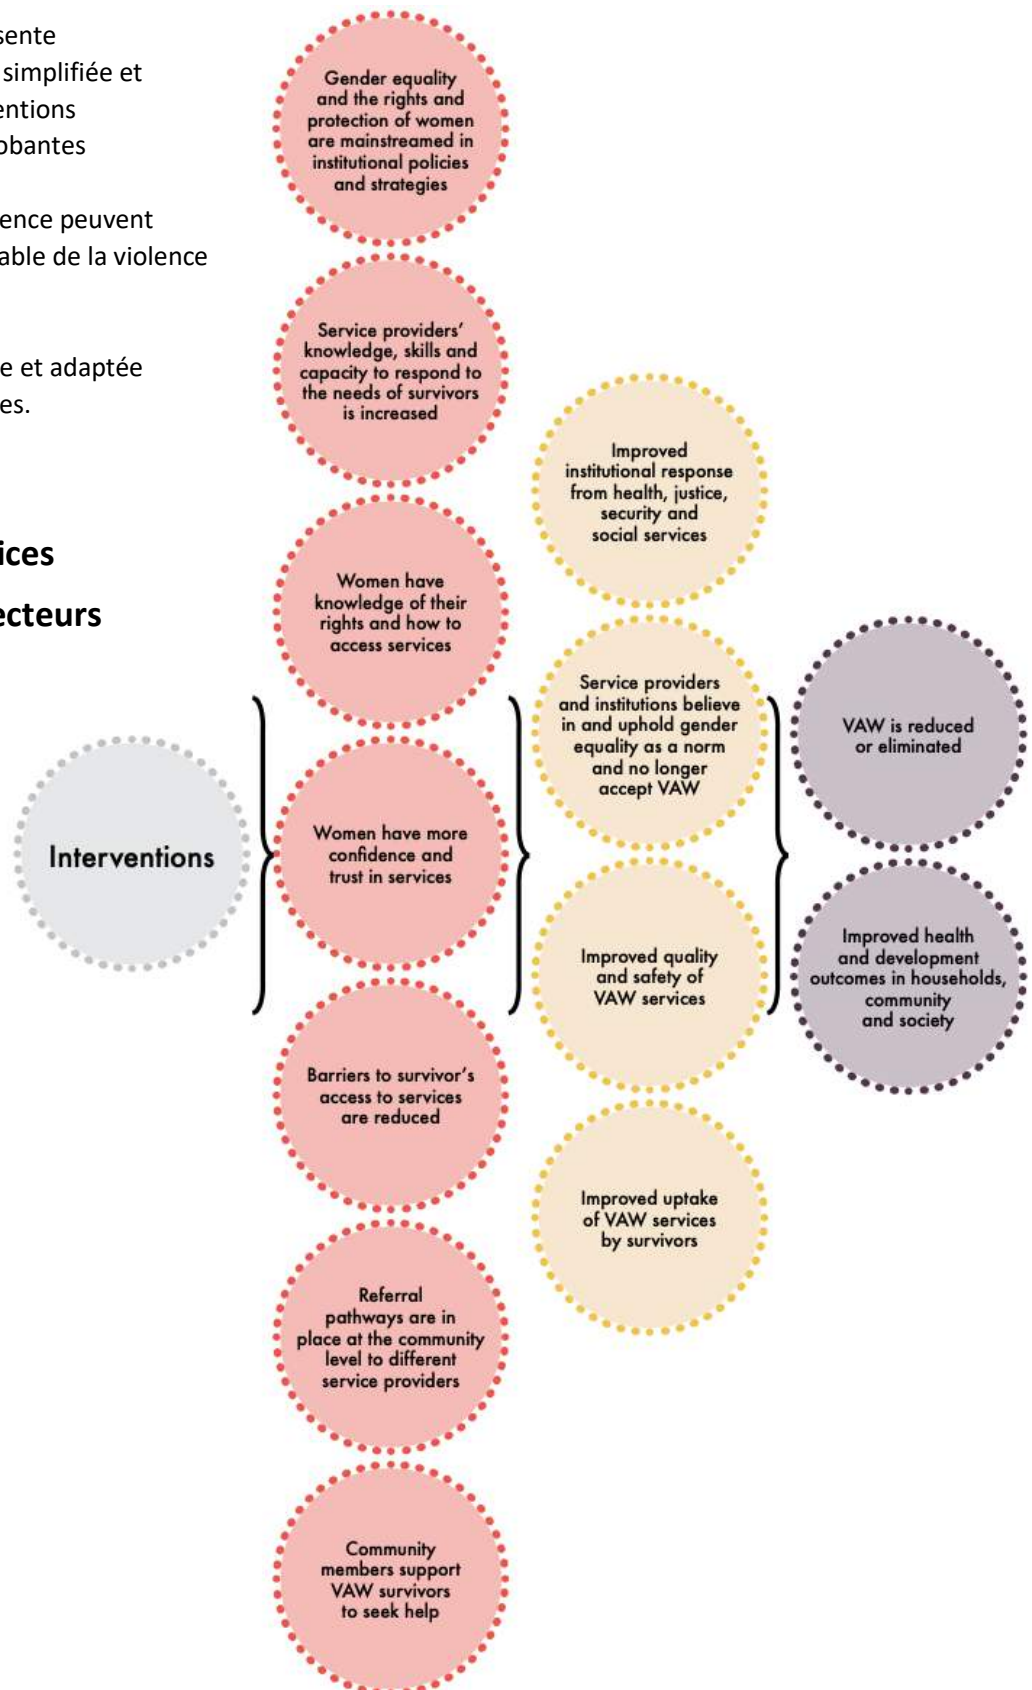 sente
simplifiée et
entions
obantes
ence peuvent
able de la violence
e et adaptée
es.
ices
ecteurs
Interventions
Gender equality
and the rights and
protection of women
are mainstreamed in
institutional policies
and strategies
Service providers'
knowledge, skills and
capacity to respond to
the needs of survivors
is increased
Women have
knowledge of their
rights and how to
access services
Women have more
confidence and
trust in services
Barriers to survivor's
access to services
are reduced
Referral
pathways are in
place at the community
level to different
service providers
Community
members support
VAW survivors
to seek help
Improved
institutional response
from health, justice,
security and
social services
Service providers
and institutions believe
in and uphold gender
equality as a norm
and no longer
accept VAW
Improved quality
and safety of
VAW services
Improved uptake
of VAW services
by survivors
VAW is reduced
or eliminated
Improved health
and development
outcomes in households,
community
and society